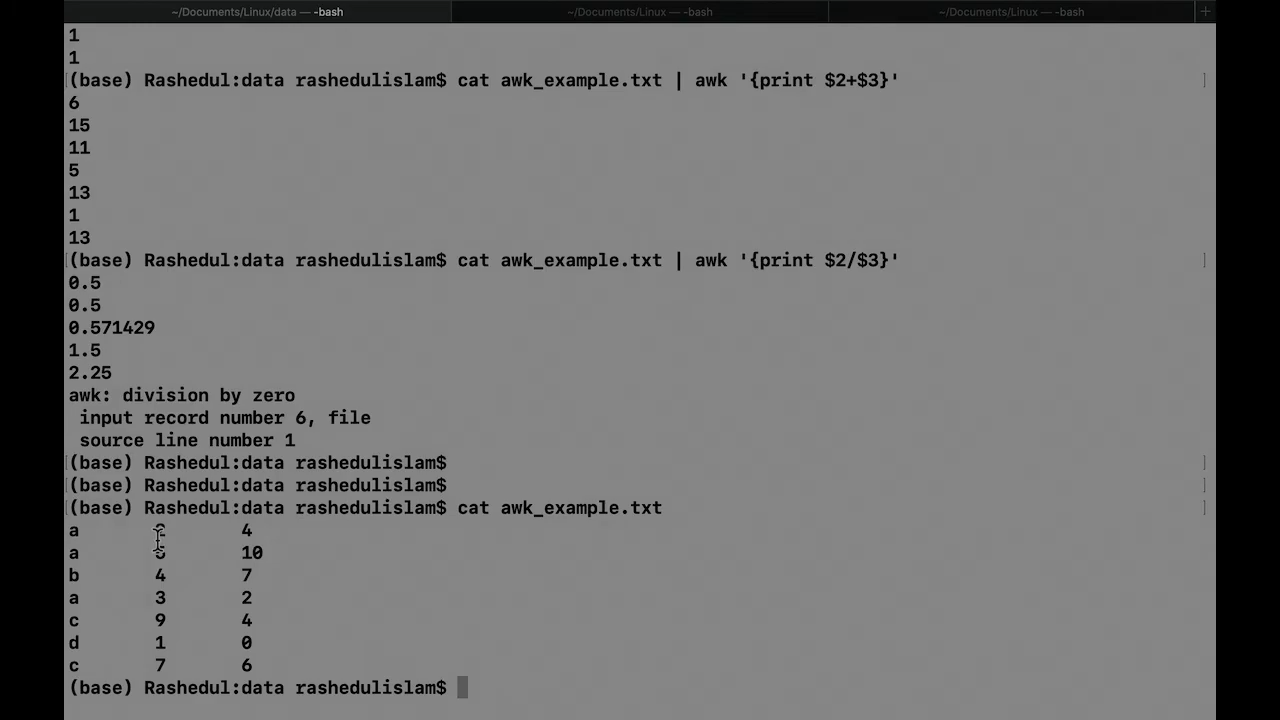 ~/Documents/Linux/data — -bash
~/Documents/Linux — -bash
~/Documents/Linux — -bash
+
1
1
(base) Rashedul:data rashedulislam$ cat awk_example.txt | awk '{print $2+$3}'
6
15
11
5
13
1
13
(base) Rashedul:data rashedulislam$ cat awk_example.txt | awk '{print $2/$3}'
0.5
0.5
0.571429
1.5
2.25
awk: division by zero
 input record number 6, file
 source line number 1
(base) Rashedul:data rashedulislam$
(base) Rashedul:data rashedulislam$
(base) Rashedul:data rashedulislam$ cat awk_example.txt
a 2 4
a 5 10
b 4 7
a 3 2
c 9 4
d 1 0
c 7 6
(base) Rashedul:data rashedulislam$